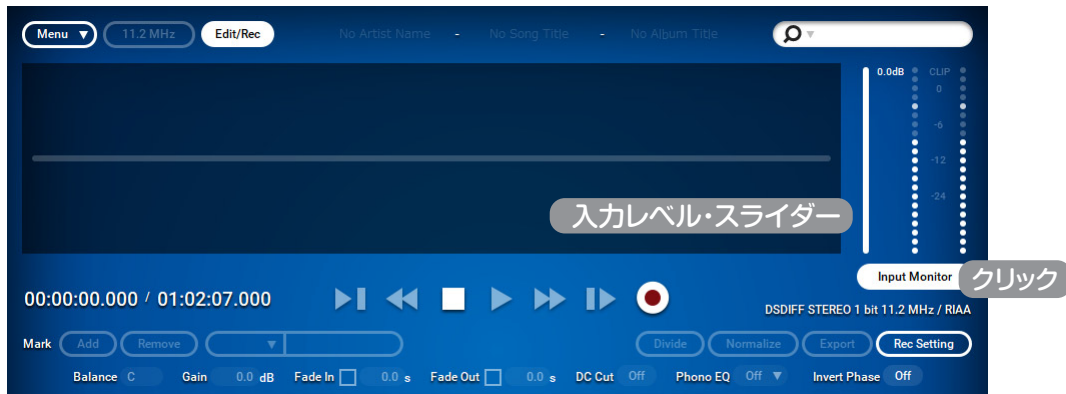 Menu ▼ 11.2 MHz Edit/Rec No Artist Name - No Song Title - No Album Title
0.0dB CLIP
0
-6
-12
-24
入力レベル・スライダー
Input Monitor クリック
00:00:00.000 / 01:02:07.000
DSDIFF STEREO 1 bit 11.2 MHz / RIAA
Mark Add Remove ▼ Divide Normalize Export Rec Setting
Balance C Gain 0.0 dB Fade In 0.0 s Fade Out 0.0 s DC Cut Off Phono EQ Off ▼ Invert Phase Off